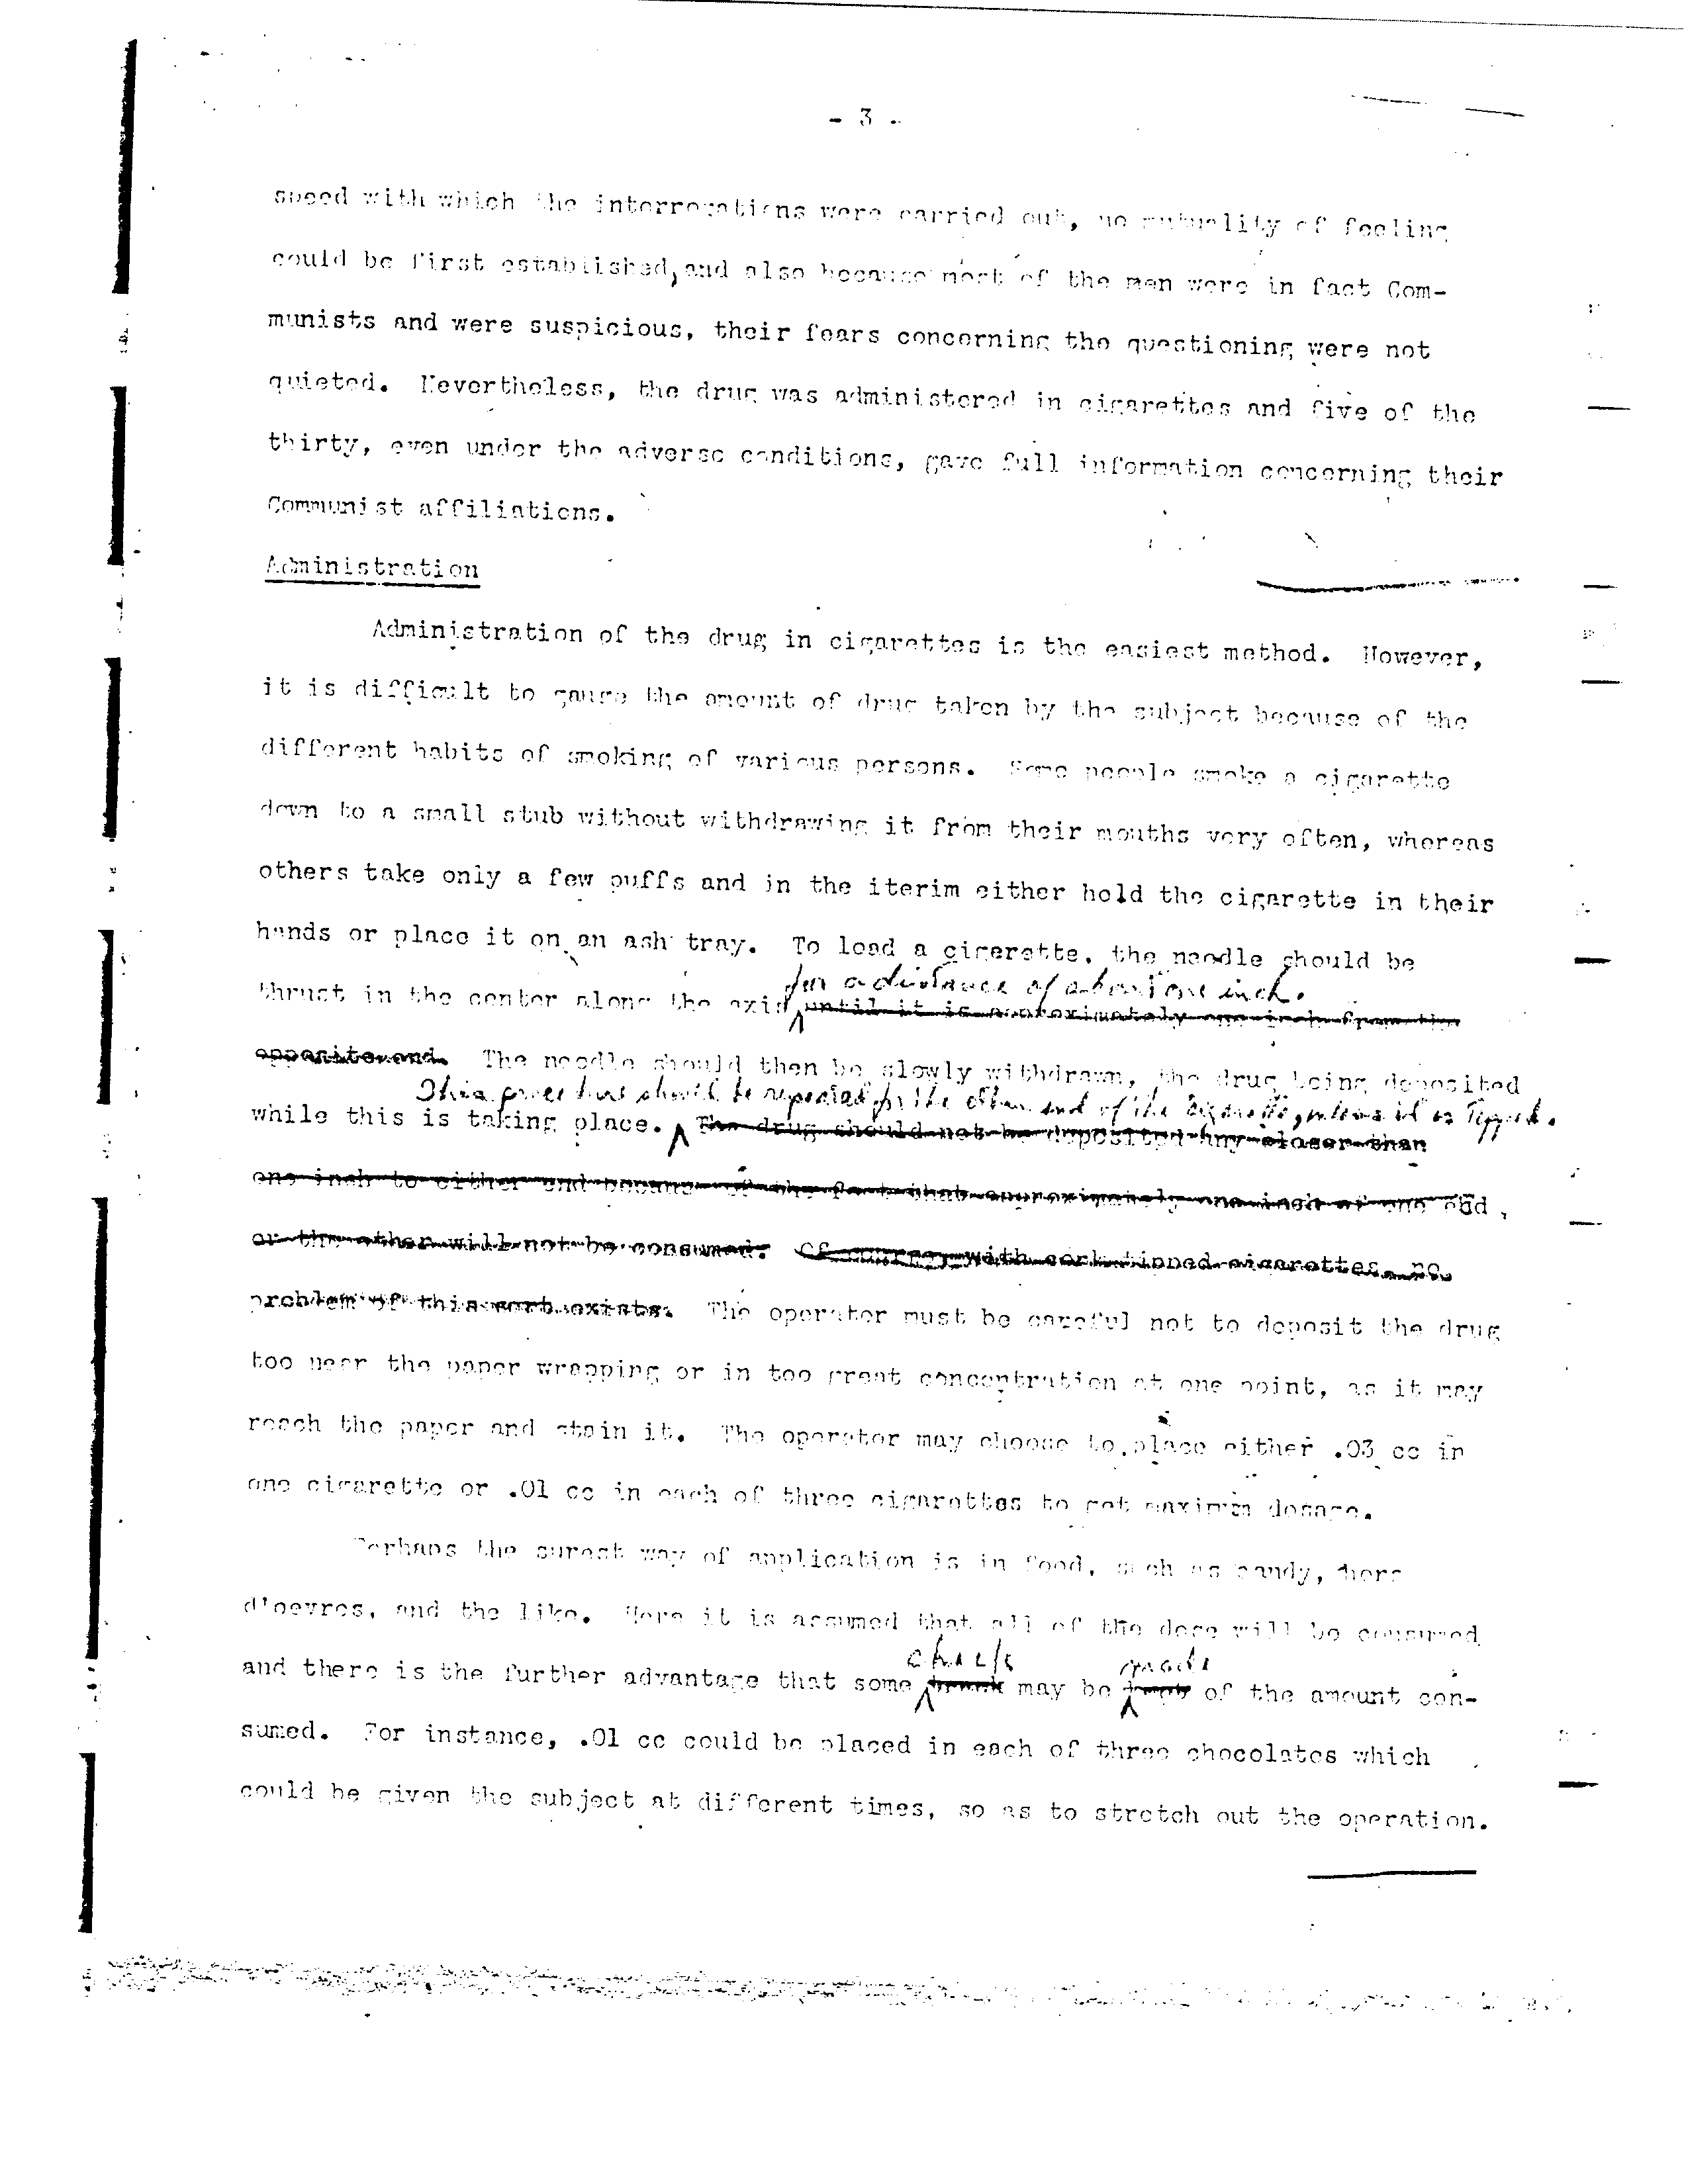 - 3 -
speed with which the interrogations were carried out, no mutuality of feeling
could be first established, and also because most of the men were in fact Com-
munists and were suspicious, their fears concerning the questioning were not
quieted. Nevertheless, the drug was administered in cigarettes and five of the
thirty, even under the adverse conditions, gave full information concerning their
Communist affiliations.
Administration
Administration of the drug in cigarettes is the easiest method. However,
it is difficult to gauge the amount of drug taken by the subject because of the
different habits of smoking of various persons. Some people smoke a cigarette
down to a small stub without withdrawing it from their mouths very often, whereas
others take only a few puffs and in the iterim either hold the cigarette in their
hands or place it on an ash tray. To load a cigerette, the needle should be
for a distance of about one inch.
thrust in the center along the axis until it is approximately one inch from the
opposite end. The needle should then be slowly withdrawn, the drug being deposited
This procedure should be repeated for the other end of the cigarette, unless it is tipped.
while this is taking place. The drug should not be deposited any closer than
one inch to either end because of the fact that approximately one inch at one end
or the other will not be consumed. Of course, with cork tipped cigarettes, no
problem of this sort exists. The operator must be careful not to deposit the drug
too near the paper wrapping or in too great concentration at one point, as it may
reach the paper and stain it. The operator may choose to place either .03 cc in
one cigarette or .01 cc in each of three cigarettes to get maximum dosage.
Perhaps the surest way of application is in food, such as candy, hors
d'oevres, and the like. Here it is assumed that all of the dose will be consumed
check made
and there is the further advantage that some track may be kept of the amount con-
sumed. For instance, .01 cc could be placed in each of three chocolates which
could be given the subject at different times, so as to stretch out the operation.